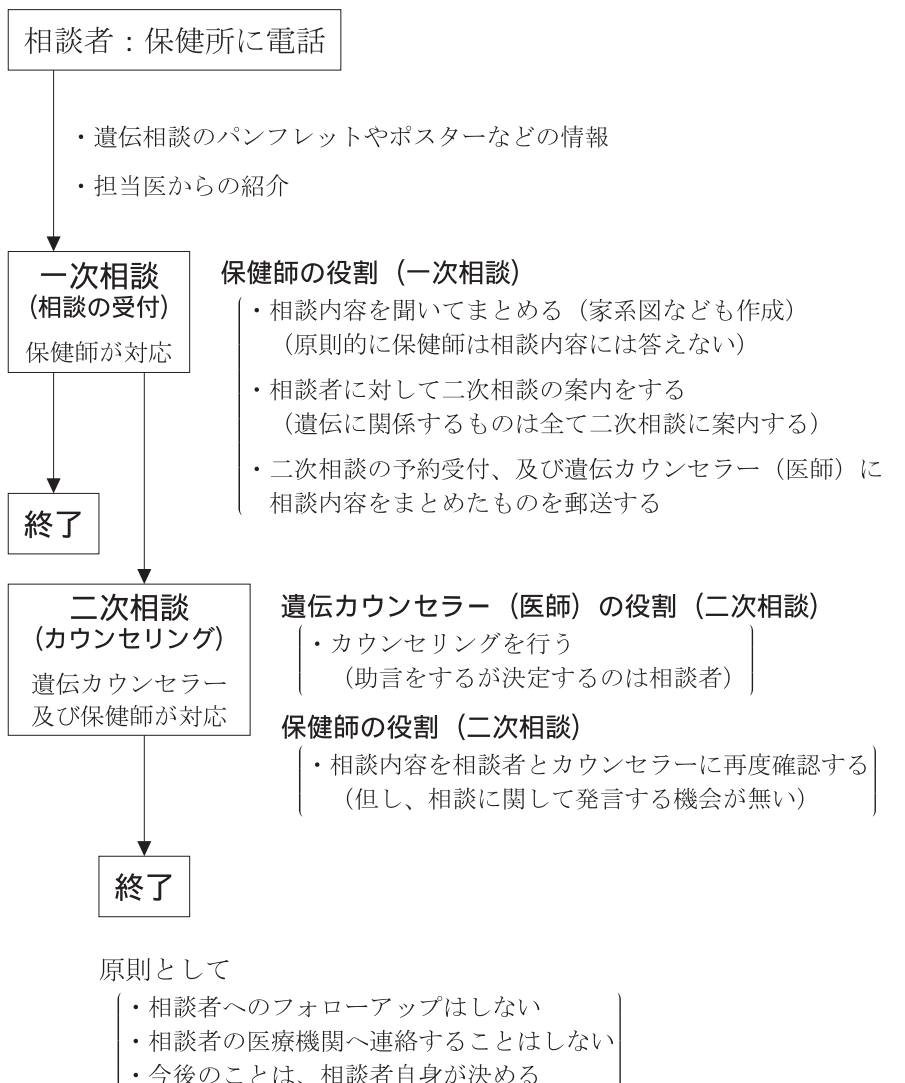 相談者：保健所に電話
・遺伝相談のパンフレットやポスターなどの情報
・担当医からの紹介
一次相談
(相談の受付)
保健師が対応
保健師の役割（一次相談）
・相談内容を聞いてまとめる（家系図なども作成）
（原則的に保健師は相談内容には答えない）
・相談者に対して二次相談の案内をする
（遺伝に関係するものは全て二次相談に案内する）
・二次相談の予約受付、及び遺伝カウンセラー（医師）に
相談内容をまとめたものを郵送する
終了
二次相談
(カウンセリング)
遺伝カウンセラー
及び保健師が対応
遺伝カウンセラー（医師）の役割（二次相談）
・カウンセリングを行う
（助言をするが決定するのは相談者）
保健師の役割（二次相談）
・相談内容を相談者とカウンセラーに再度確認する
（但し、相談に関して発言する機会が無い）
終了
原則として
・相談者へのフォローアップはしない
・相談者の医療機関へ連絡することはしない
・今後のことは、相談者自身が決める